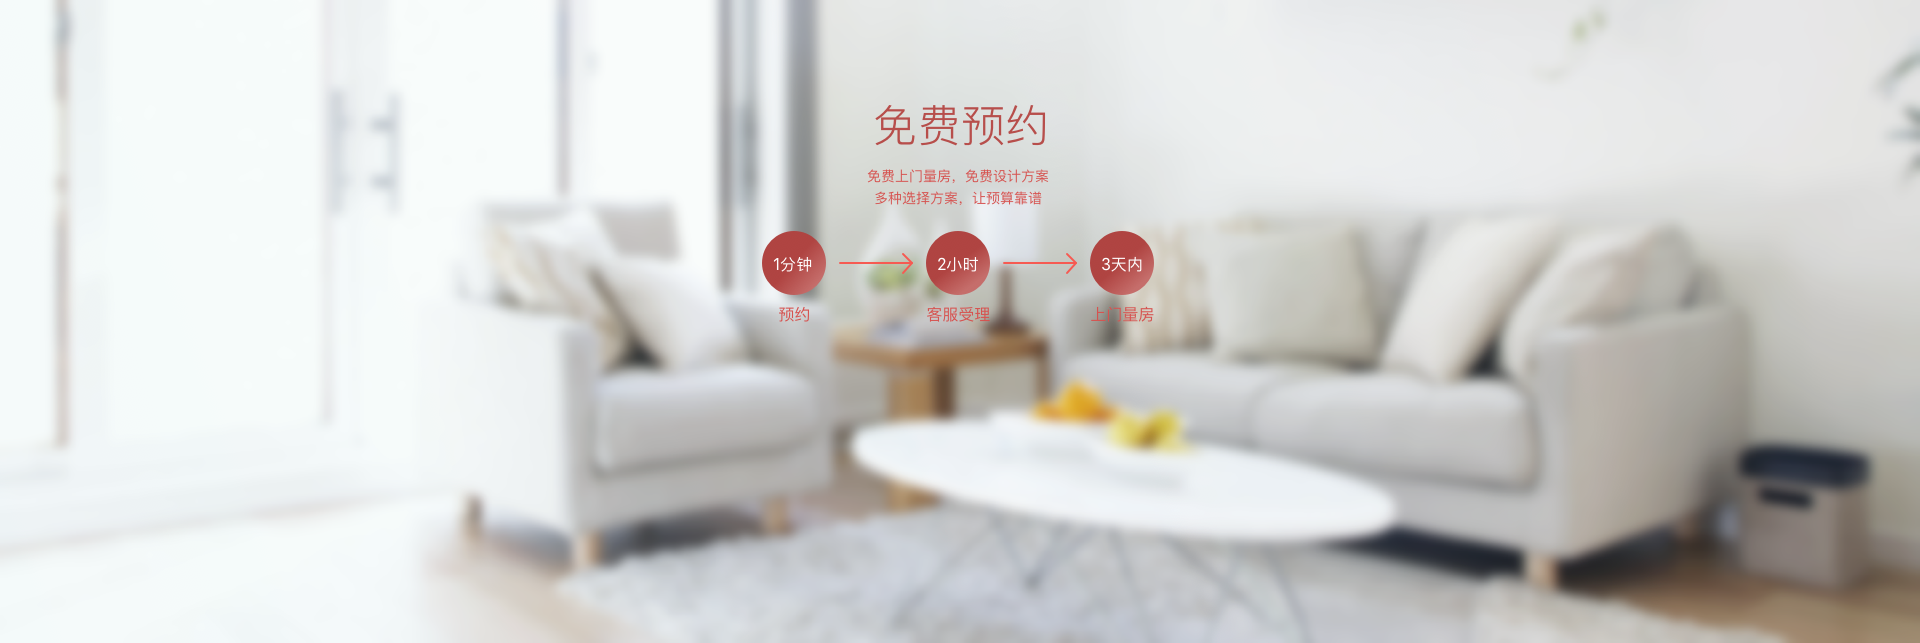 免费预约
免费上门量房，免费设计方案
多种选择方案，让预算靠谱
1分钟
2小时
3天内
预约
客服受理
上门量房